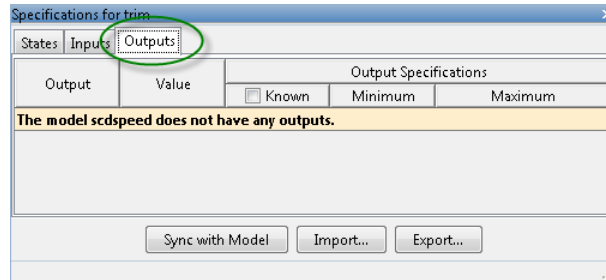 Specifications for trim
States Inputs Outputs
Output Specifications
Output Value
Known Minimum Maximum
The model scdspeed does not have any outputs.
Sync with Model Import... Export...